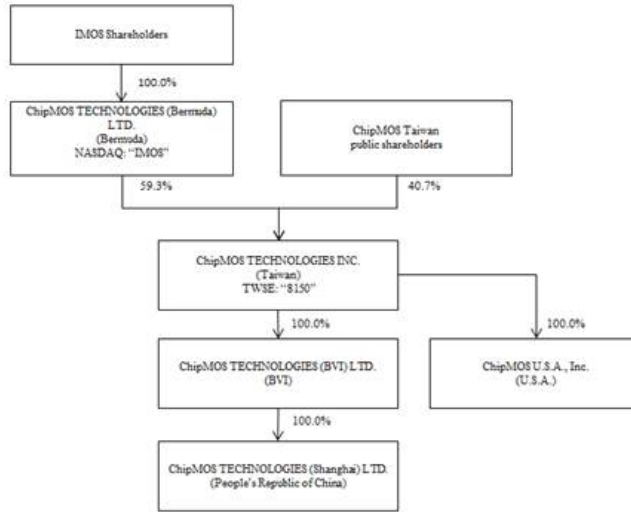 IMOS Shareholders
100.0%
ChipMOS TECHNOLOGIES (Bermuda)
LTD.
(Bermuda)
NASDAQ: “IMOS”
ChipMOS Taiwan
public shareholders
59.3%
40.7%
ChipMOS TECHNOLOGIES INC.
(Taiwan)
TWSE: “8150”
100.0%
100.0%
ChipMOS TECHNOLOGIES (BVI) LTD.
(BVI)
ChipMOS U.S.A., Inc.
(U.S.A.)
100.0%
ChipMOS TECHNOLOGIES (Shanghai) LTD.
(People’s Republic of China)